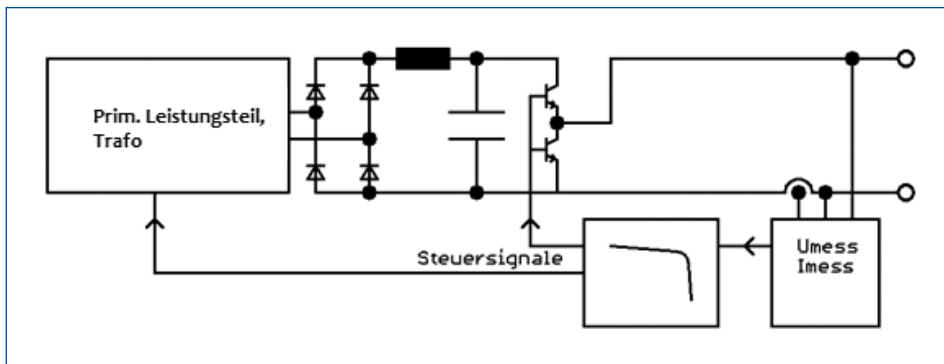 Prim. Leistungsteil,
Trafo
Steuersignale
Umess
Imess